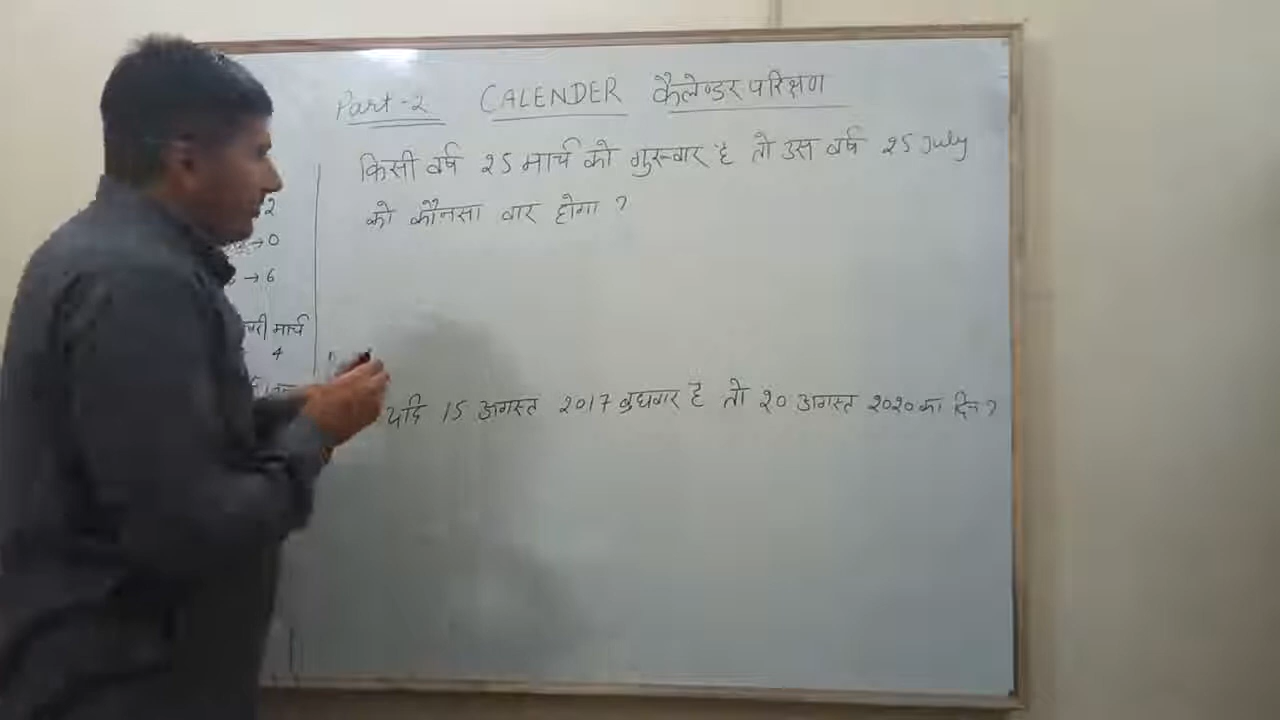 Part-2 CALENDER कैलेण्डर परिक्षण
किसी वर्ष 25 मार्च को गुरूवार है तो उस वर्ष 25 July
को कौनसा वार होगा ?
2
→ 0
→ 6
मार्च
4
यदि 15 अगस्त 2017 बुधवार है तो 20 अगस्त 2020 का दिन ?